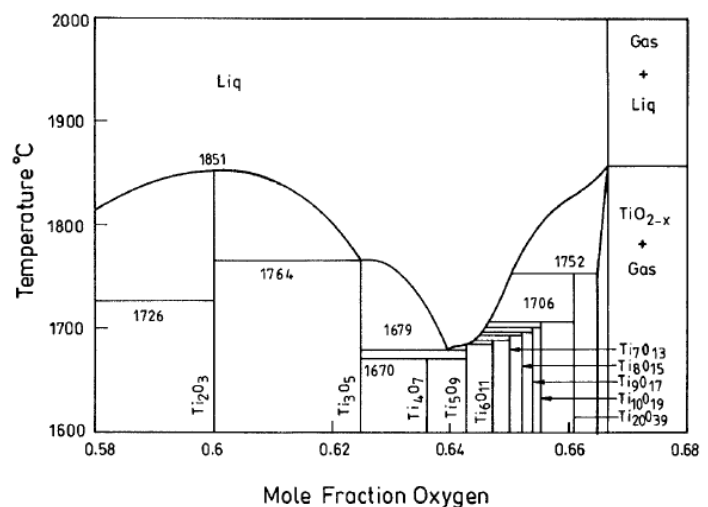 2000
1900
1800
1700
1600
Temperature °C
Liq
Gas
+
Liq
1851
TiO₂₋ₓ
+
Gas
1764
1752
1726
1706
1679
1670
Ti₂O₃
Ti₃O₅
Ti₄O₇
Ti₅O₉
Ti₆O₁₁
Ti₇O₁₃
Ti₈O₁₅
Ti₉O₁₇
Ti₁₀O₁₉
Ti₂₀O₃₉
0.58
0.6
0.62
0.64
0.66
0.68
Mole Fraction Oxygen